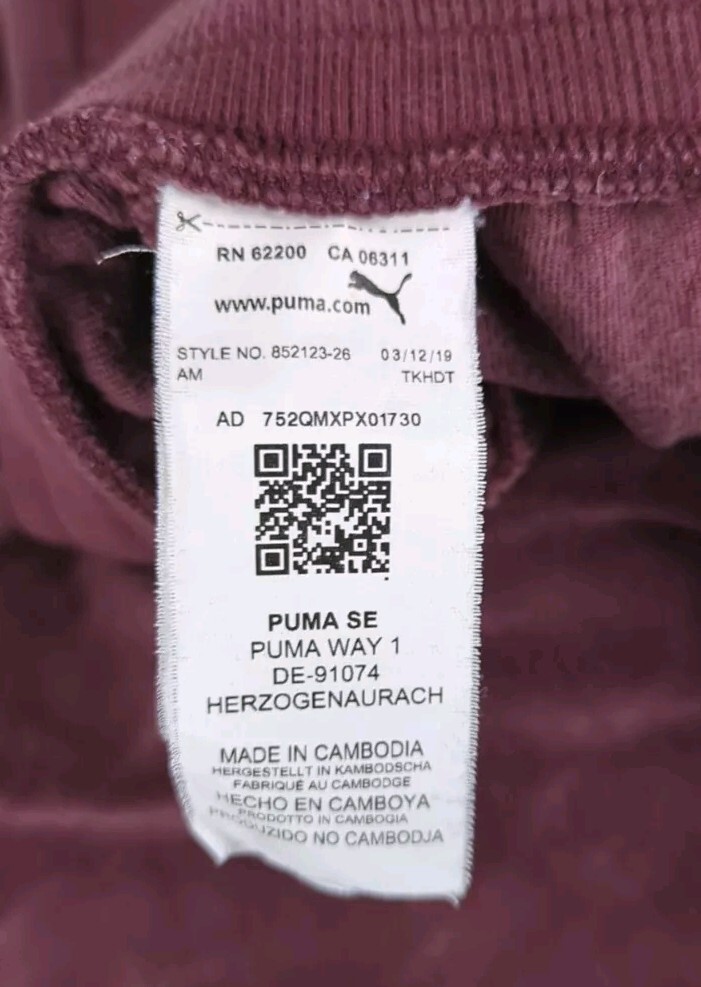 RN 62200 CA 06311
www.puma.com
STYLE NO. 852123-26 03/12/19
AM TKHDT
AD 752QMXPX01730
PUMA SE
PUMA WAY 1
DE-91074
HERZOGENAURACH
MADE IN CAMBODIA
HERGESTELLT IN KAMBODSCHA
FABRIQUÉ AU CAMBODGE
HECHO EN CAMBOYA
PRODOTTO IN CAMBOGIA
PRODUZIDO NO CAMBODJA